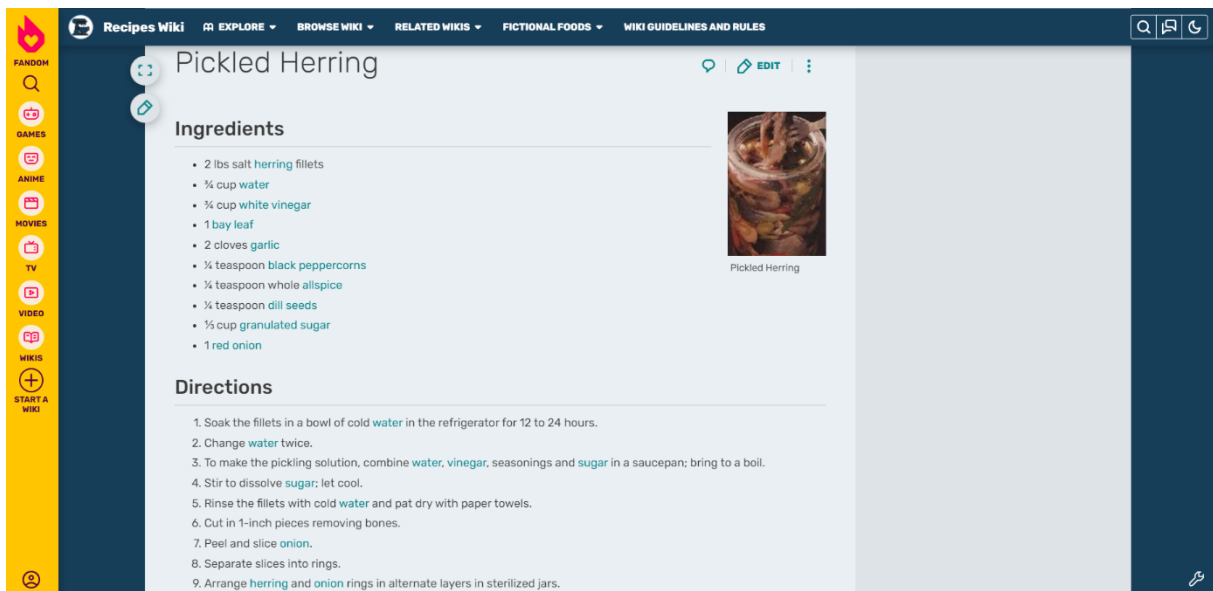 FANDOM
GAMES
ANIME
MOVIES
TV
VIDEO
WIKIS
START A
WIKI
Recipes Wiki EXPLORE BROWSE WIKI RELATED WIKIS FICTIONAL FOODS WIKI GUIDELINES AND RULES
Pickled Herring
EDIT
Ingredients
• 2 lbs salt herring fillets
• ¾ cup water
• ¾ cup white vinegar
• 1 bay leaf
• 2 cloves garlic
• ¼ teaspoon black peppercorns
• ¼ teaspoon whole allspice
• ¼ teaspoon dill seeds
• ⅓ cup granulated sugar
• 1 red onion
Pickled Herring
Directions
1. Soak the fillets in a bowl of cold water in the refrigerator for 12 to 24 hours.
2. Change water twice.
3. To make the pickling solution, combine water, vinegar, seasonings and sugar in a saucepan; bring to a boil.
4. Stir to dissolve sugar; let cool.
5. Rinse the fillets with cold water and pat dry with paper towels.
6. Cut in 1-inch pieces removing bones.
7. Peel and slice onion.
8. Separate slices into rings.
9. Arrange herring and onion rings in alternate layers in sterilized jars.